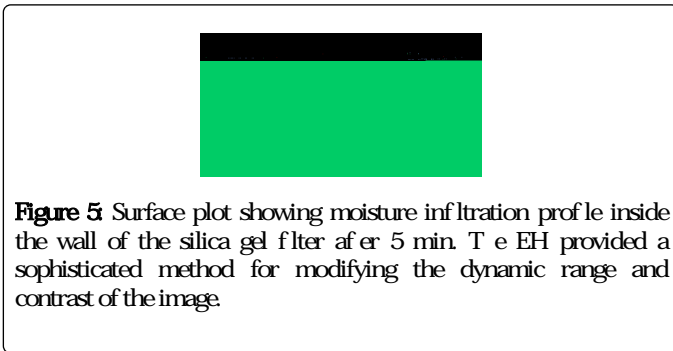 Figure 5: Surface plot showing moisture inf ltration prof le inside
the wall of the silica gel f lter af er 5 min. T e EH provided a
sophisticated method for modifying the dynamic range and
contrast of the image.